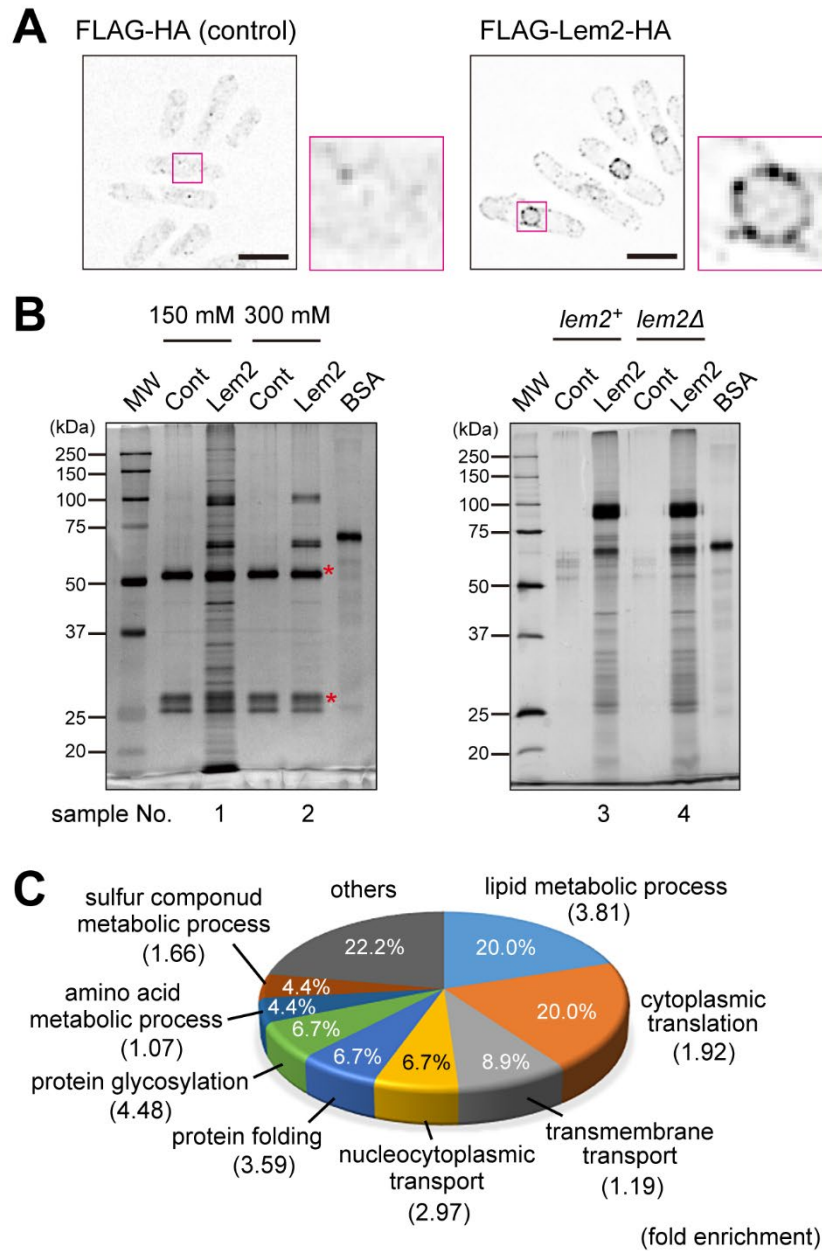 A
FLAG-HA (control)
FLAG-Lem2-HA
B
150 mM 300 mM
MW Cont Lem2 Cont Lem2 BSA
(kDa)
250
150
100
75
50
37
25
20
*
*
sample No. 1 2
lem2+ lem2Δ
MW Cont Lem2 Cont Lem2 BSA
(kDa)
250
150
100
75
50
37
25
20
3 4
C
others
22.2%
lipid metabolic process
(3.81)
20.0%
cytoplasmic
translation
(1.92)
20.0%
transmembrane
transport
(1.19)
8.9%
nucleocytoplasmic
transport
(2.97)
6.7%
protein folding
(3.59)
6.7%
protein glycosylation
(4.48)
6.7%
amino acid
metabolic process
(1.07)
4.4%
sulfur componud
metabolic process
(1.66)
4.4%
(fold enrichment)